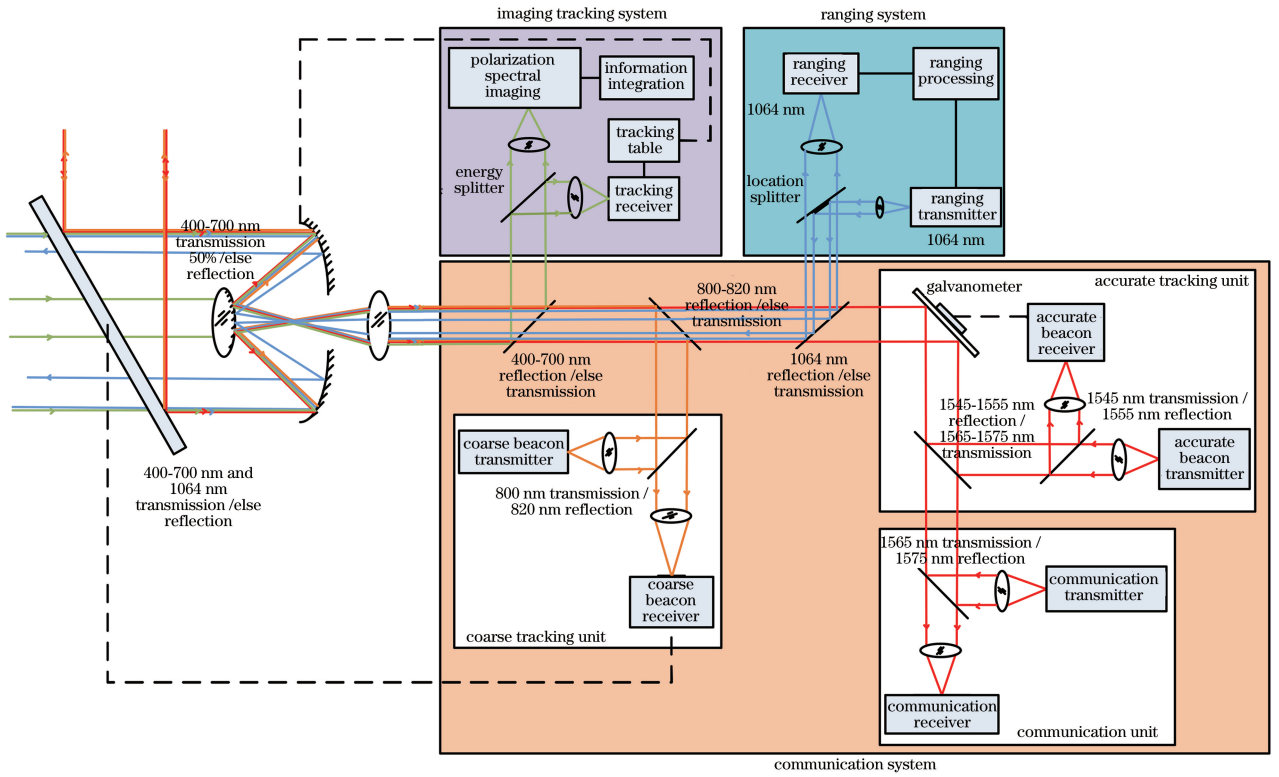 imaging tracking system
ranging system
polarization
spectral
imaging
information
integration
tracking
table
tracking
receiver
energy
splitter
ranging
receiver
ranging
processing
1064 nm
location
splitter
ranging
transmitter
1064 nm
400-700 nm
transmission
50% /else
reflection
400-700 nm and
1064 nm
transmission /else
reflection
800-820 nm
reflection /else
transmission
400-700 nm
reflection /else
transmission
1064 nm
reflection /else
transmission
galvanometer
accurate tracking unit
accurate
beacon
receiver
1545 nm transmission /
1555 nm reflection
1545-1555 nm
reflection /
1565-1575 nm
transmission
accurate
beacon
transmitter
coarse beacon
transmitter
800 nm transmission /
820 nm reflection
coarse
beacon
receiver
coarse tracking unit
1565 nm transmission /
1575 nm reflection
communication
transmitter
communication
receiver
communication unit
communication system